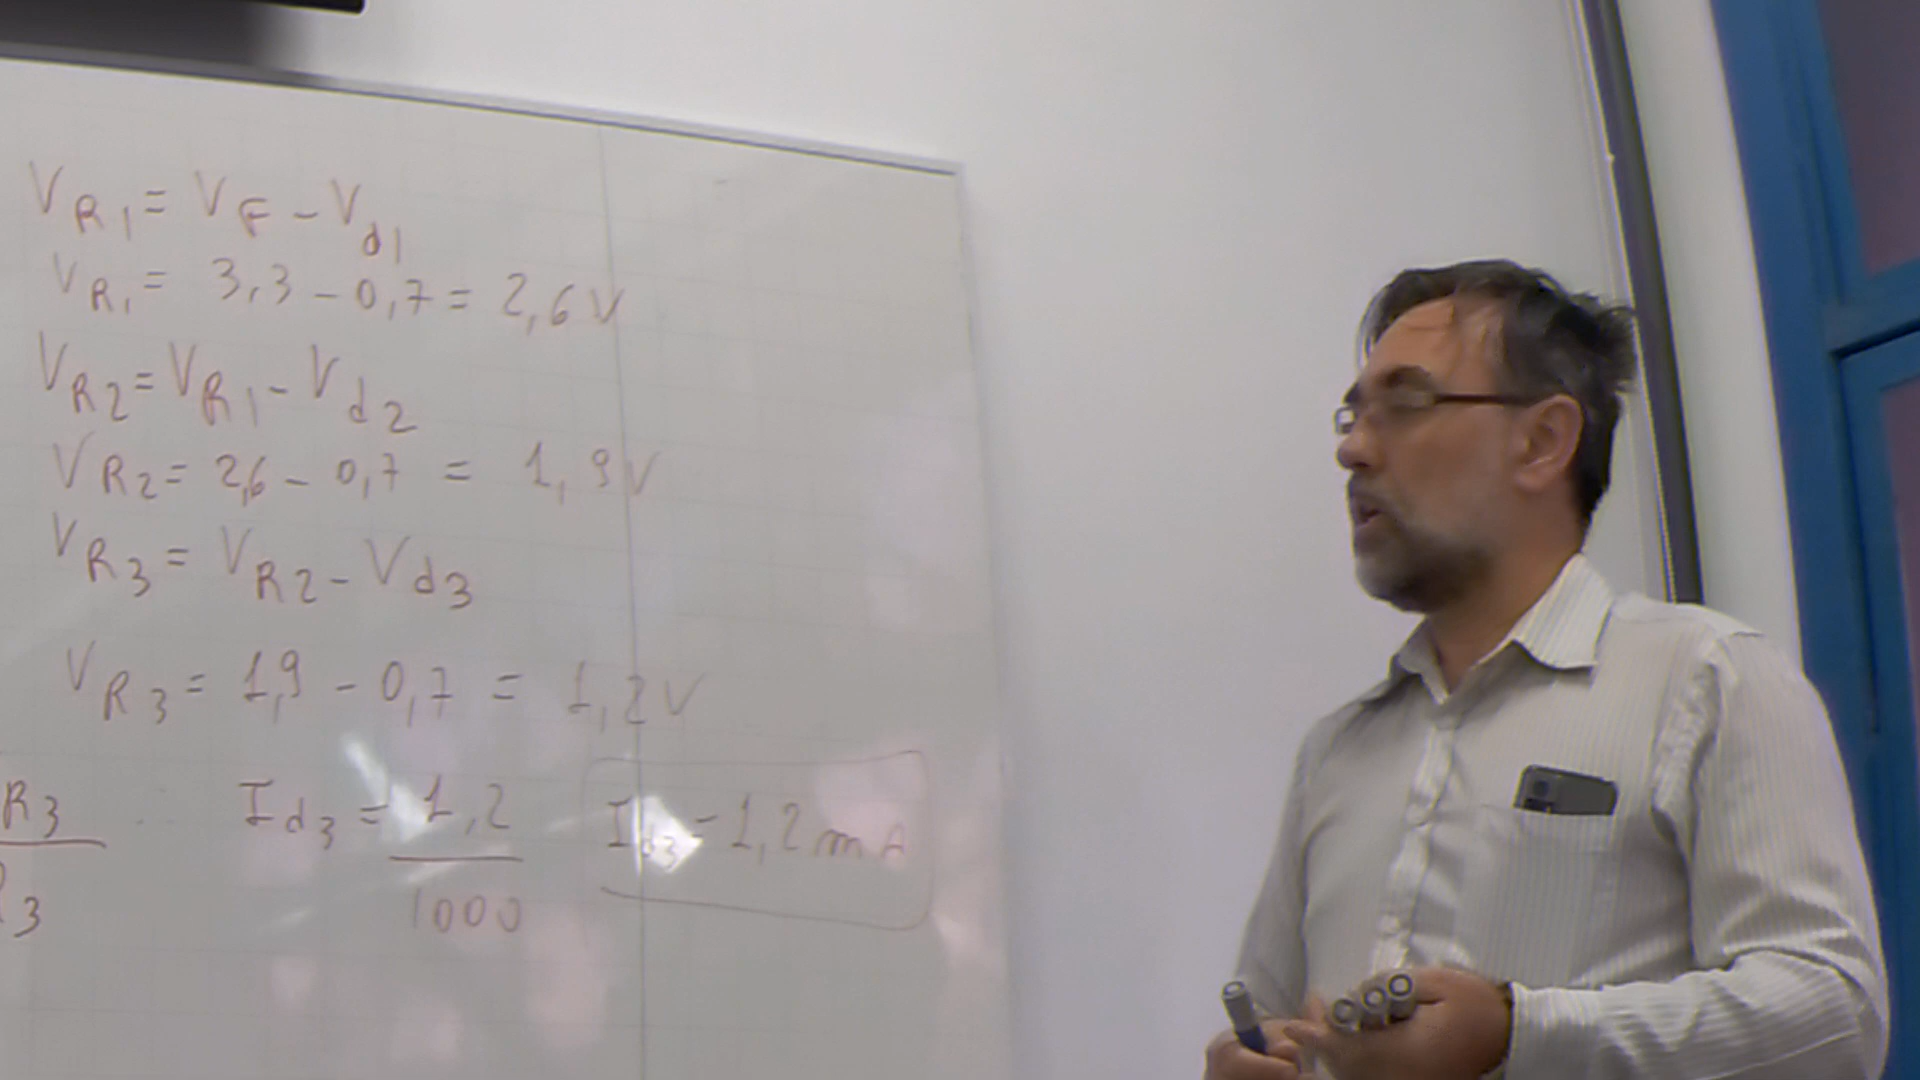 VR1 = VF - Vd1
VR1 = 3,3 - 0,7 = 2,6 V
VR2 = VR1 - Vd2
VR2 = 2,6 - 0,7 = 1,9 V
VR3 = VR2 - Vd3
VR3 = 1,9 - 0,7 = 1,2 V
R3 Id3 = 1,2 Id3 = 1,2 mA
3 1000